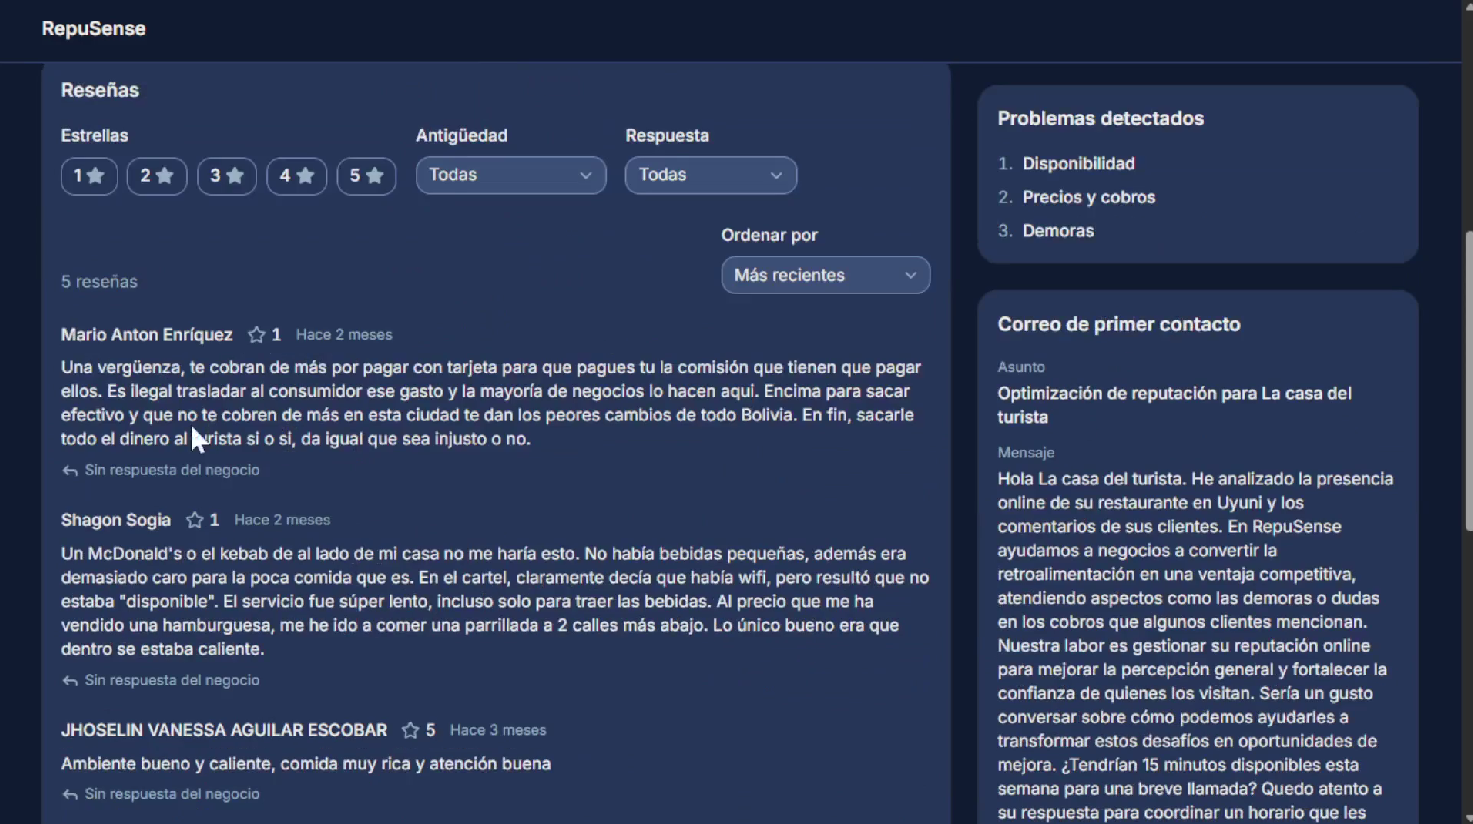 RepuSense
Reseñas
Estrellas
1
2
3
4
5
Antigüedad
Todas
Respuesta
Todas
Ordenar por
Más recientes
5 reseñas
Mario Anton Enríquez 1 Hace 2 meses
Una vergüenza, te cobran de más por pagar con tarjeta para que pagues tu la comisión que tienen que pagar
ellos. Es ilegal trasladar al consumidor ese gasto y la mayoría de negocios lo hacen aqui. Encima para sacar
efectivo y que no te cobren de más en esta ciudad te dan los peores cambios de todo Bolivia. En fin, sacarle
todo el dinero al turista si o si, da igual que sea injusto o no.
Sin respuesta del negocio
Shagon Sogia 1 Hace 2 meses
Un McDonald's o el kebab de al lado de mi casa no me haría esto. No había bebidas pequeñas, además era
demasiado caro para la poca comida que es. En el cartel, claramente decía que había wifi, pero resultó que no
estaba "disponible". El servicio fue súper lento, incluso solo para traer las bebidas. Al precio que me ha
vendido una hamburguesa, me he ido a comer una parrillada a 2 calles más abajo. Lo único bueno era que
dentro se estaba caliente.
Sin respuesta del negocio
JHOSELIN VANESSA AGUILAR ESCOBAR 5 Hace 3 meses
Ambiente bueno y caliente, comida muy rica y atención buena
Sin respuesta del negocio
Problemas detectados
1. Disponibilidad
2. Precios y cobros
3. Demoras
Correo de primer contacto
Asunto
Optimización de reputación para La casa del
turista
Mensaje
Hola La casa del turista. He analizado la presencia
online de su restaurante en Uyuni y los
comentarios de sus clientes. En RepuSense
ayudamos a negocios a convertir la
retroalimentación en una ventaja competitiva,
atendiendo aspectos como las demoras o dudas
en los cobros que algunos clientes mencionan.
Nuestra labor es gestionar su reputación online
para mejorar la percepción general y fortalecer la
confianza de quienes los visitan. Sería un gusto
conversar sobre cómo podemos ayudarles a
transformar estos desafíos en oportunidades de
mejora. ¿Tendrían 15 minutos disponibles esta
semana para una breve llamada? Quedo atento a
su respuesta para coordinar un horario que les